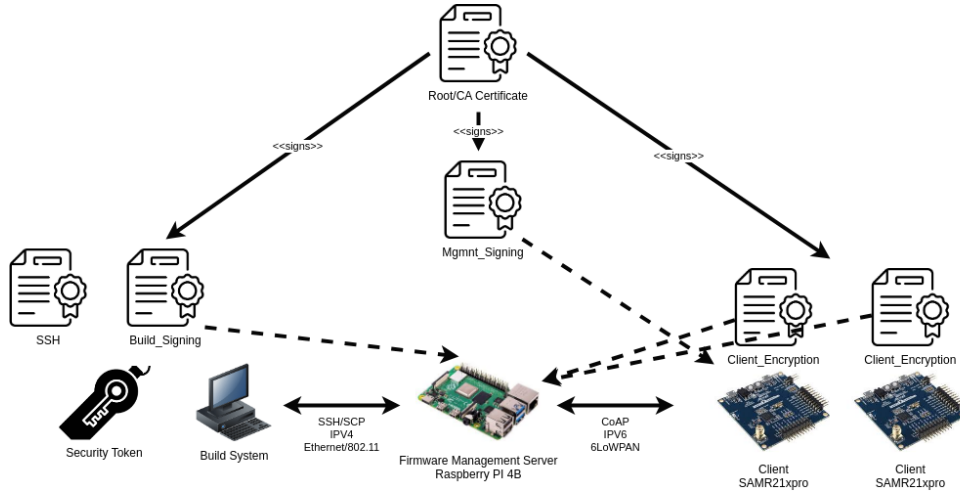 Root/CA Certificate
<<signs>>
<<signs>>
<<signs>>
Mgmnt_Signing
SSH
Build_Signing
Client_Encryption
Client_Encryption
Security Token
Build System
SSH/SCP
IPV4
Ethernet/802.11
Firmware Management Server
Raspberry PI 4B
CoAP
IPV6
6LoWPAN
Client
SAMR21xpro
Client
SAMR21xpro